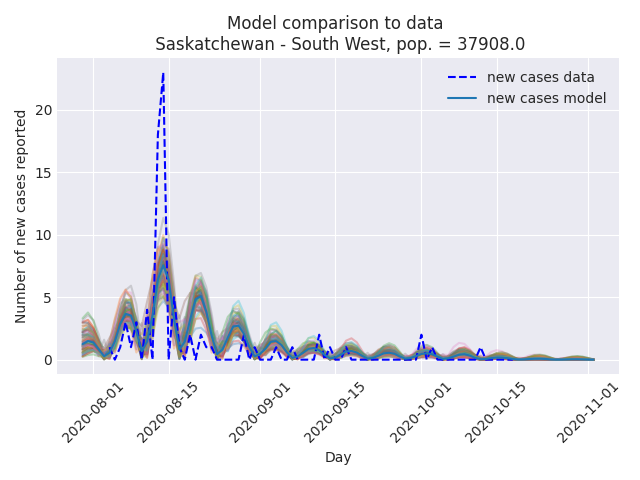 Model comparison to data
Saskatchewan - South West, pop. = 37908.0
new cases data
new cases model
Number of new cases reported
20
15
10
5
0
2020-08-01
2020-08-15
2020-09-01
2020-09-15
2020-10-01
2020-10-15
2020-11-01
Day